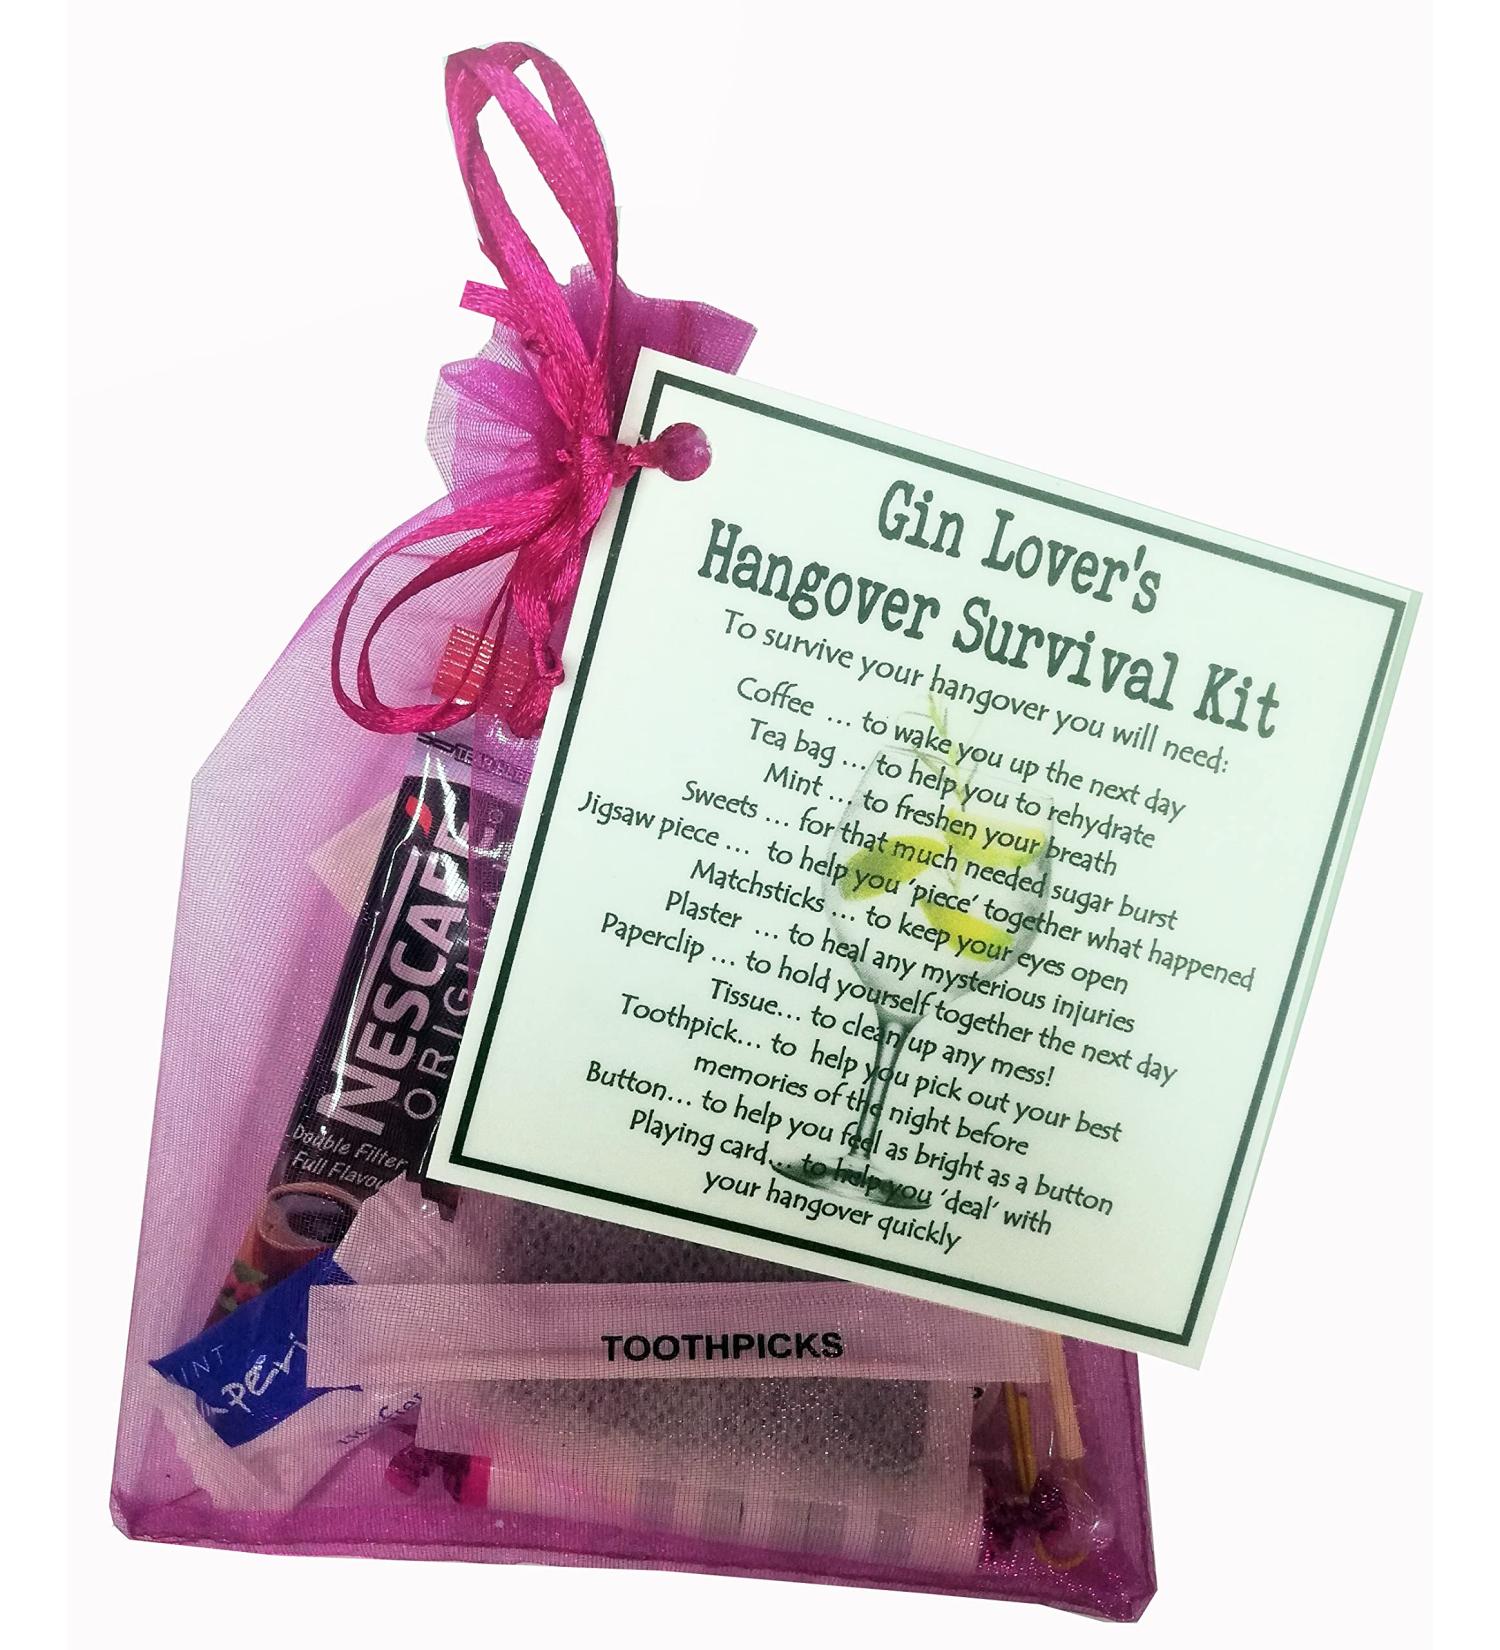 Gin Lover's
Hangover Survival Kit
To survive your hangover you will need:
Coffee ... to wake you up the next day
Tea bag ... to help you to rehydrate
Mint ... to freshen your breath
Sweets ... for that much needed sugar burst
Jigsaw piece ... to help you 'piece' together what happened
Matchsticks ... to keep your eyes open
Plaster ... to heal any mysterious injuries
Paperclip ... to hold yourself together the next day
Tissue... to clean up any mess!
Toothpick... to help you pick out your best
memories of the night before
Button... to help you feel as bright as a button
Playing card... to help you 'deal' with
your hangover quickly
NESCAFÉ
ORIGINAL
Double Filter
Full Flavour
TOOTHPICKS